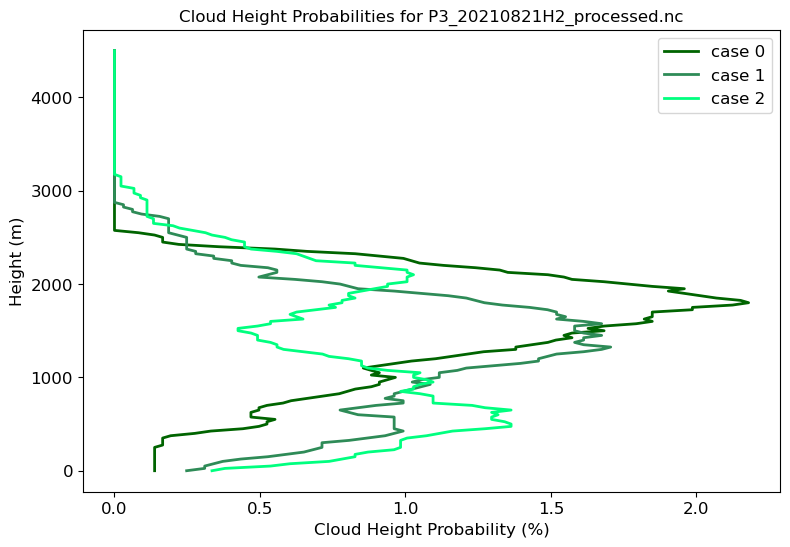 Cloud Height Probabilities for P3_20210821H2_processed.nc
case 0
case 1
case 2
4000
3000
2000
1000
0
Height (m)
0.0 0.5 1.0 1.5 2.0
Cloud Height Probability (%)